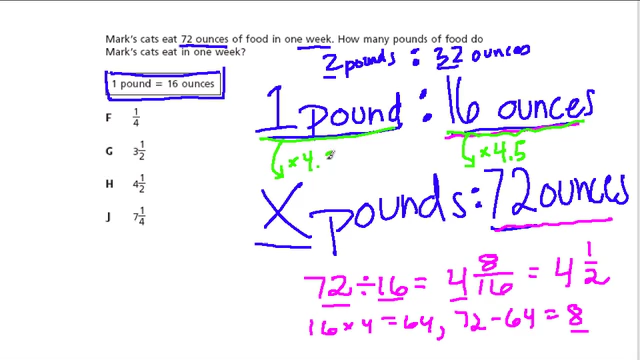 Mark's cats eat 72 ounces of food in one week. How many pounds of food do
Mark's cats eat in one week?
2 pounds : 32 ounces
1 pound = 16 ounces
1 pound : 16 ounces
F 1/4
×4. ×4.5
G 3 1/2
H 4 1/2
X pounds : 72 ounces
J 7 1/4
72 ÷ 16 = 4 8/16 = 4 1/2
16 × 4 = 64, 72 - 64 = 8